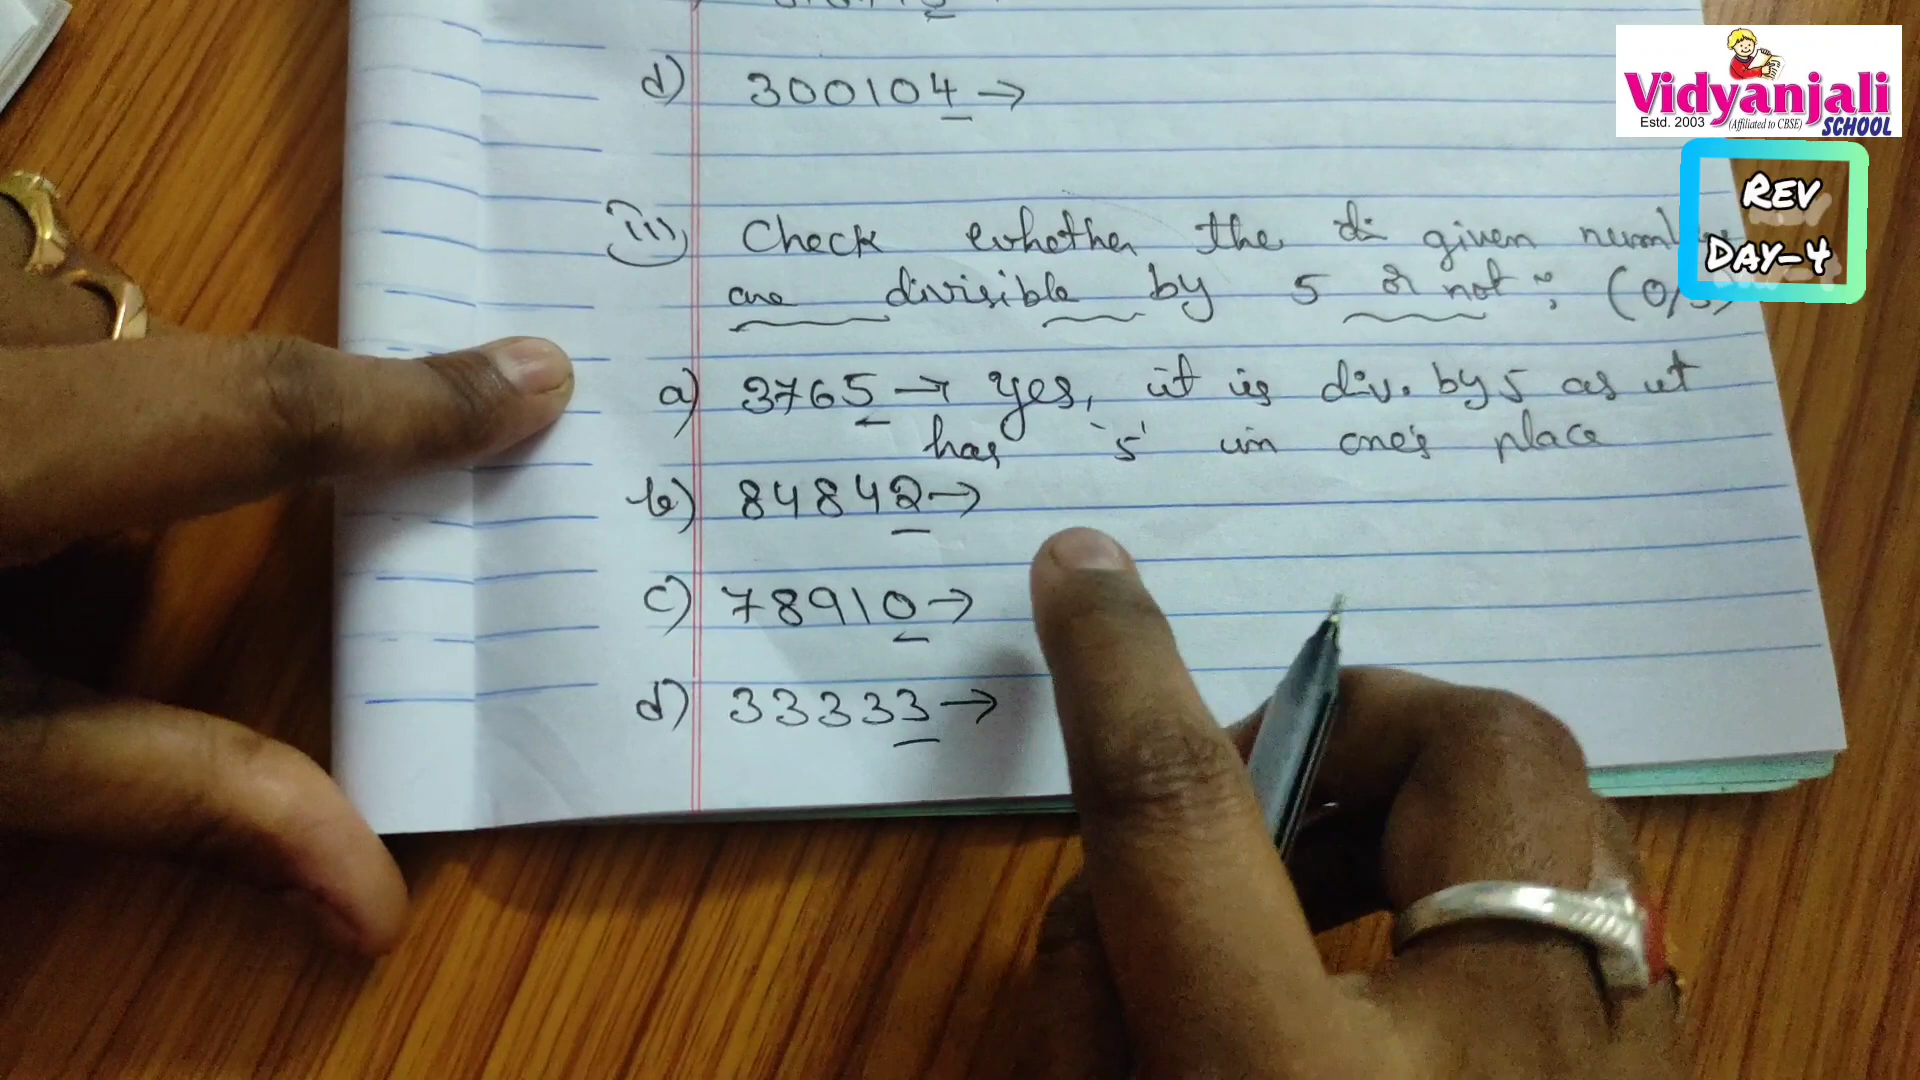 d) 300104 →
Vidyanjali
Estd. 2003 (Affiliated to CBSE) SCHOOL
REV
DAY-4
iii) Check whether the given
are divisible by 5 or not : (0/5)
a) 3765 → Yes, it is div. by 5 as it
has '5' in one's place
b) 84842 →
c) 78910 →
d) 33333 →